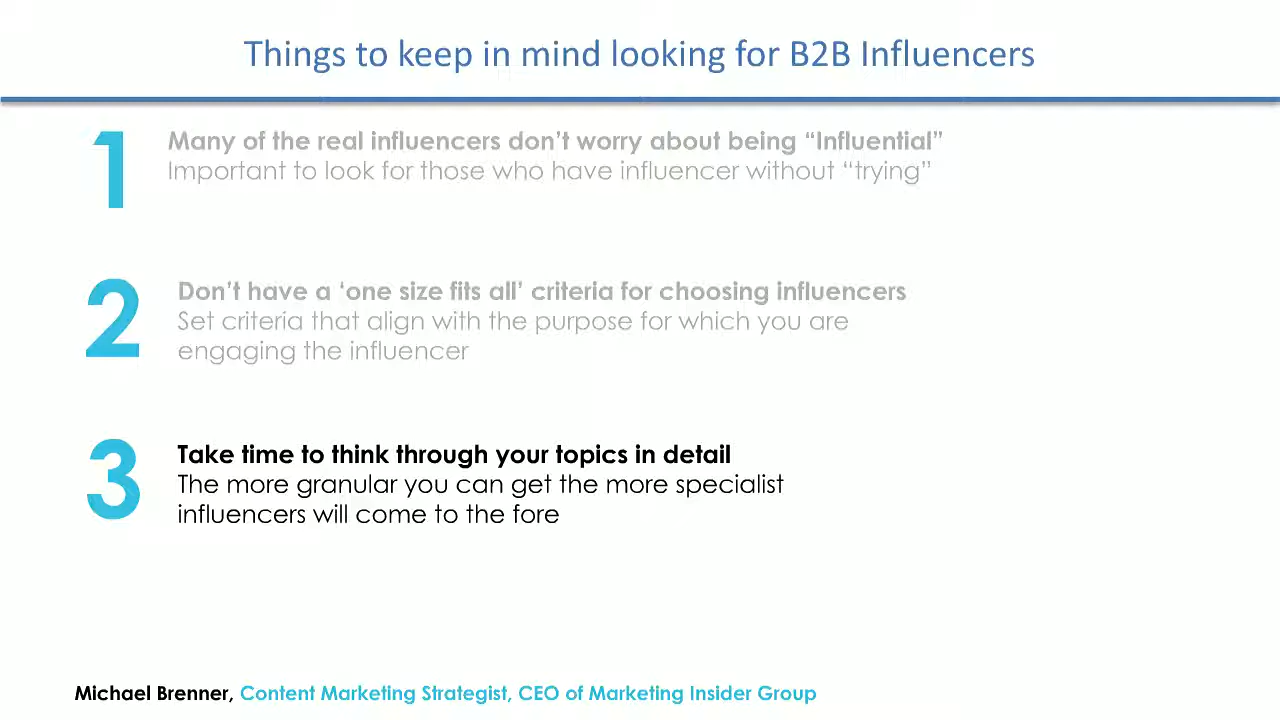 Things to keep in mind looking for B2B Influencers
1
Many of the real influencers don’t worry about being “Influential”
Important to look for those who have influencer without “trying”
2
Don’t have a ‘one size fits all’ criteria for choosing influencers
Set criteria that align with the purpose for which you are
engaging the influencer
3
Take time to think through your topics in detail
The more granular you can get the more specialist
influencers will come to the fore
Michael Brenner, Content Marketing Strategist, CEO of Marketing Insider Group